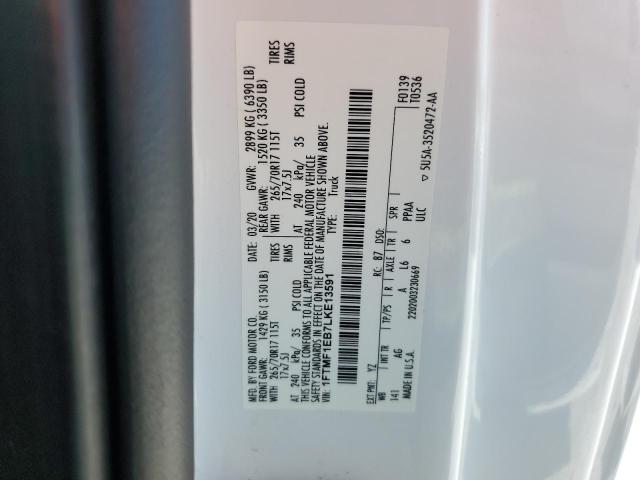 MFD. BY FORD MOTOR CO.
DATE: 03/20 GVWR: 2899 KG ( 6390 LB)
FRONT GAWR: 1429 KG ( 3150 LB) REAR GAWR: 1520 KG ( 3350 LB)
WITH 265/70R17 115T TIRES WITH 265/70R17 115T TIRES
17x7.5J RIMS 17x7.5J RIMS
AT 240 kPa/ 35 PSI COLD AT 240 kPa/ 35 PSI COLD
THIS VEHICLE CONFORMS TO ALL APPLICABLE FEDERAL MOTOR VEHICLE
SAFETY STANDARDS IN EFFECT ON THE DATE OF MANUFACTURE SHOWN ABOVE.
VIN: 1FTMF1EB7LKE13591 TYPE: Truck
F0139
T0536
EXT PNT: YZ RC: B7 DSO:
WB INT TR TP/PS R AXLE TR SPR
141 AG A L6 6 PPAA
MADE IN U.S.A. 2202003230669 ULC
▽ 5U5A-3520472-AA